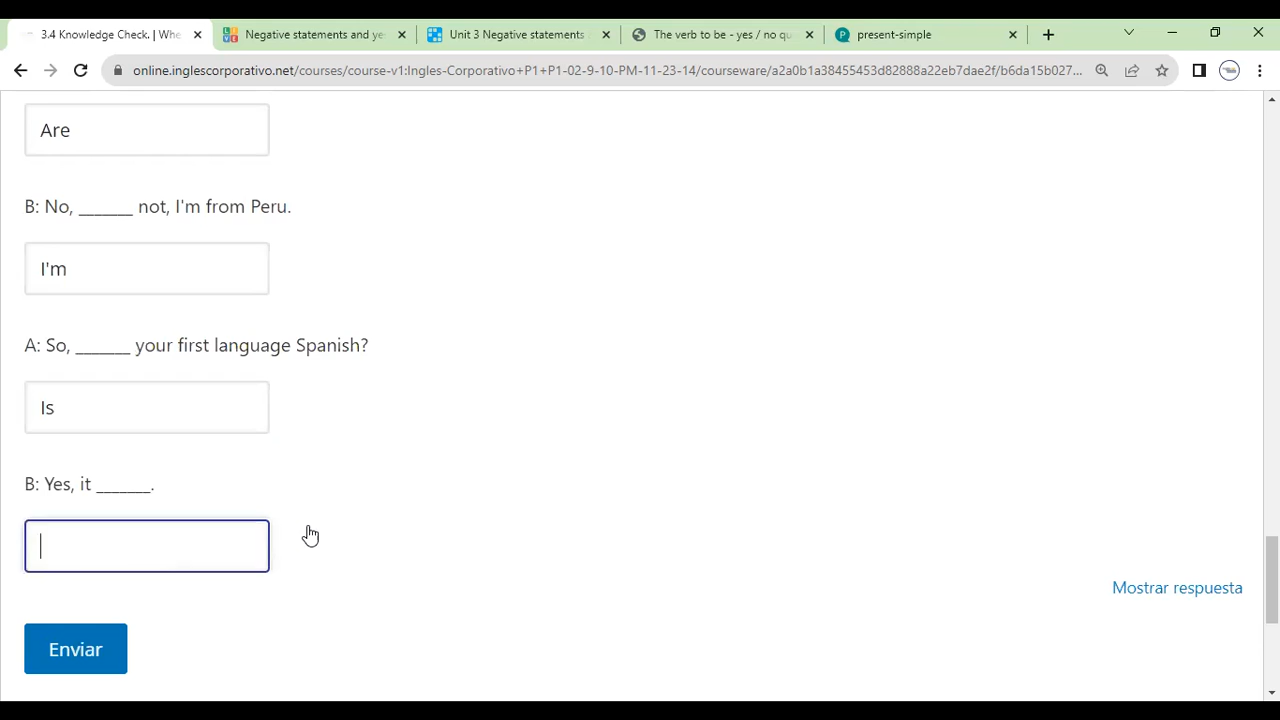 3.4 Knowledge Check. | Whe
Negative statements and ye
Unit 3 Negative statements
The verb to be - yes / no qu
present-simple
online.inglescorporativo.net/courses/course-v1:Ingles-Corporativo+P1+P1-02-9-10-PM-11-23-14/courseware/a2a0b1a38455453d82888a22eb7dae2f/b6da15b027...
Are
B: No, _______ not, I'm from Peru.
I'm
A: So, _______ your first language Spanish?
Is
B: Yes, it _______.
Mostrar respuesta
Enviar